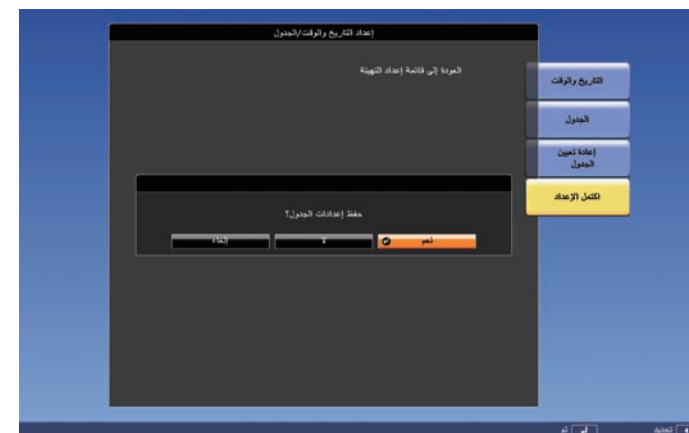 إعداد التاريخ والوقت/الجدول
العودة إلى قائمة إعداد التهيئة
التاريخ والوقت
الجدول
إعادة تعيين
الجدول
اكتمل الإعداد
حفظ إعدادات الجدول؟
نعم
لا
إلغاء
تحديد
تم